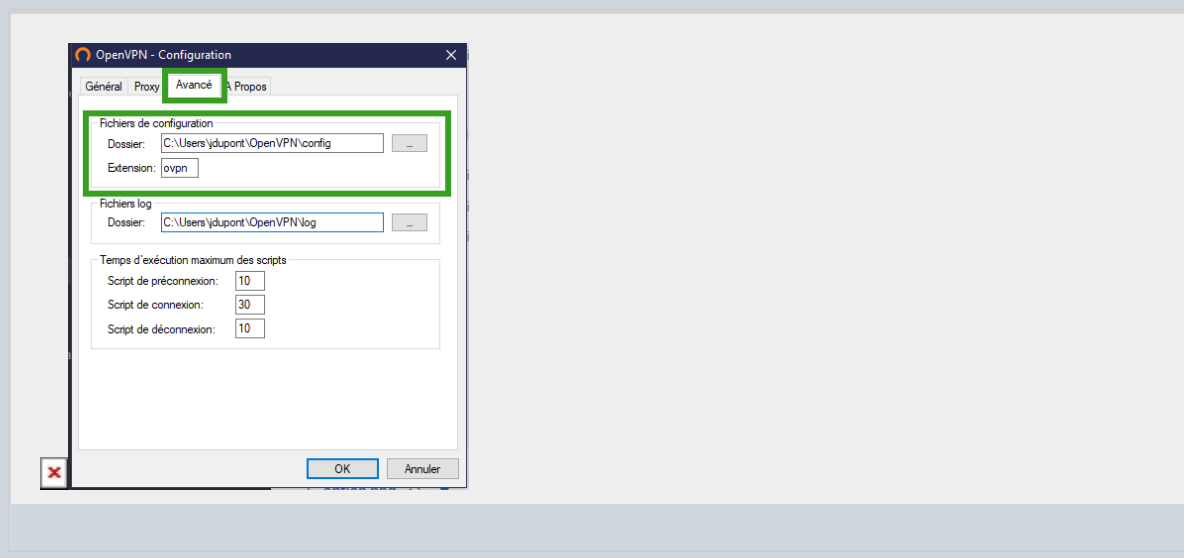 OpenVPN - Configuration
Général Proxy Avancé A Propos
Fichiers de configuration
Dossier: C:\Users\jdupont\OpenVPN\config ...
Extension: ovpn
Fichiers log
Dossier: C:\Users\jdupont\OpenVPN\log ...
Temps d'exécution maximum des scripts
Script de préconnexion: 10
Script de connexion: 30
Script de déconnexion: 10
OK Annuler